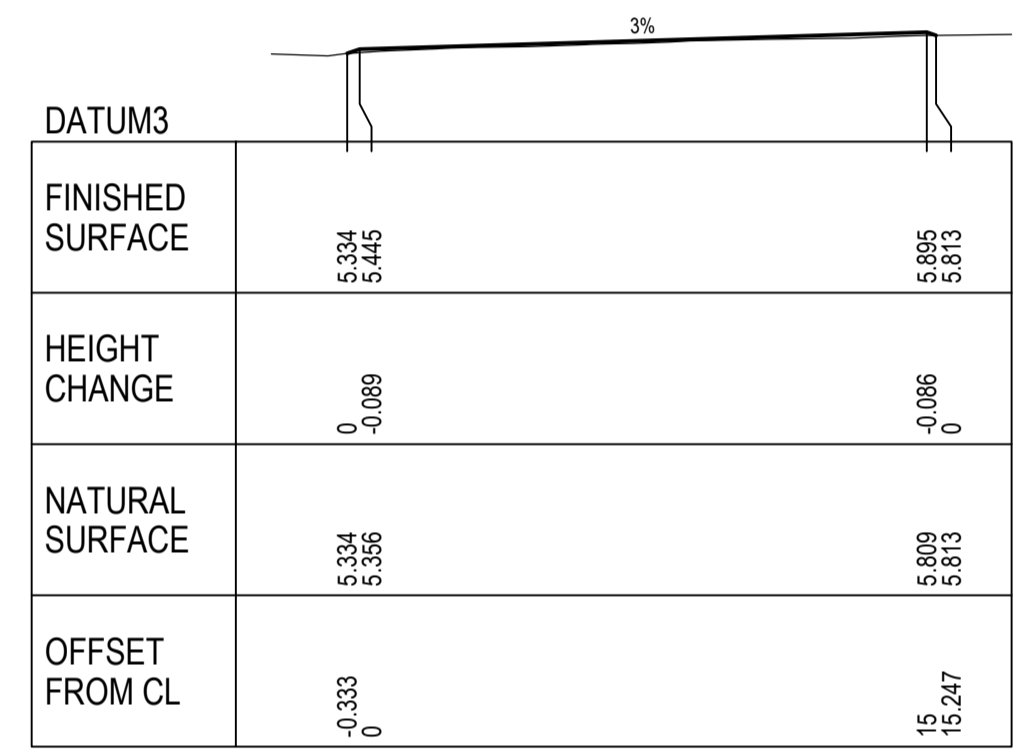 3%
DATUM3
FINISHED
SURFACE
5.334
5.445
5.895
5.813
HEIGHT
CHANGE
0
-0.089
-0.086
0
NATURAL
SURFACE
5.334
5.356
5.809
5.813
OFFSET
FROM CL
-0.333
0
15
15.247